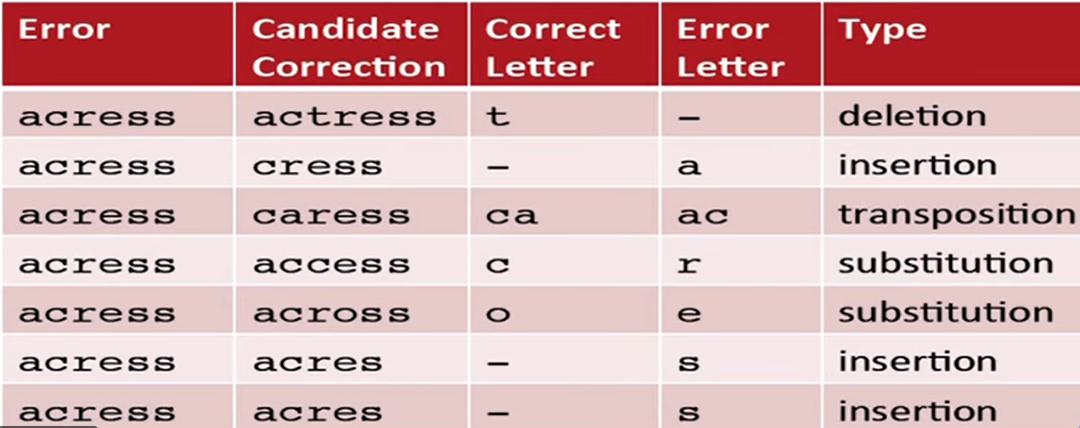 Error Candidate Correction Correct Letter Error Letter Type
acress actress t – deletion
acress cress – a insertion
acress caress ca ac transposition
acress access c r substitution
acress across o e substitution
acress acres – s insertion
acress acres – s insertion